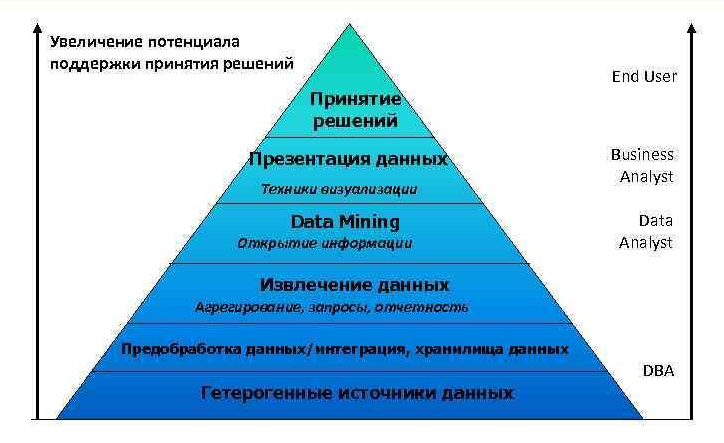 Увеличение потенциала
поддержки принятия решений
End User
Принятие
решений
Презентация данных
Техники визуализации
Business
Analyst
Data Mining
Открытие информации
Data
Analyst
Извлечение данных
Агрегирование, запросы, отчетность
Предобработка данных/интеграция, хранилища данных
DBA
Гетерогенные источники данных